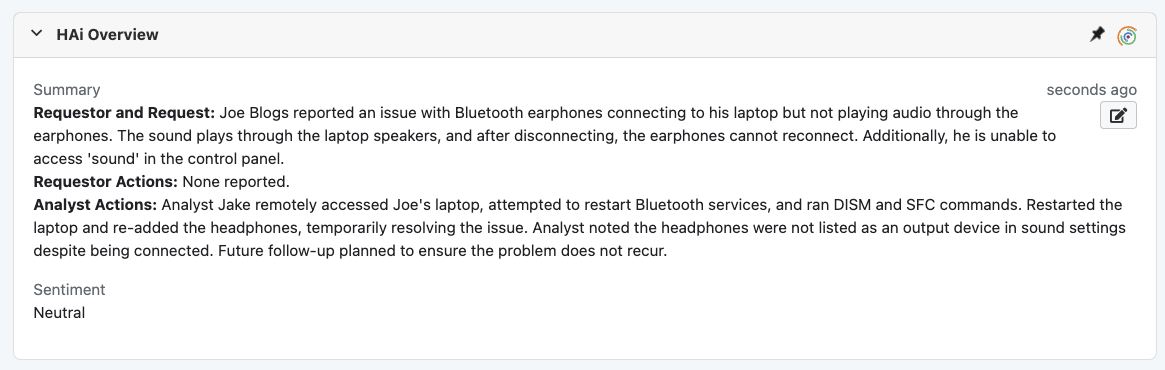 HAi Overview
Summary
seconds ago
Requestor and Request: Joe Blogs reported an issue with Bluetooth earphones connecting to his laptop but not playing audio through the
earphones. The sound plays through the laptop speakers, and after disconnecting, the earphones cannot reconnect. Additionally, he is unable to
access 'sound' in the control panel.
Requestor Actions: None reported.
Analyst Actions: Analyst Jake remotely accessed Joe's laptop, attempted to restart Bluetooth services, and ran DISM and SFC commands. Restarted the
laptop and re-added the headphones, temporarily resolving the issue. Analyst noted the headphones were not listed as an output device in sound settings
despite being connected. Future follow-up planned to ensure the problem does not recur.
Sentiment
Neutral